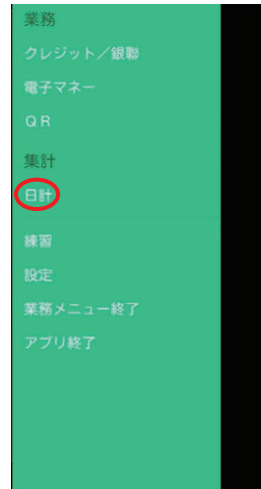 業務
クレジット／銀聯
電子マネー
ＱＲ
集計
日計
練習
設定
業務メニュー終了
アプリ終了